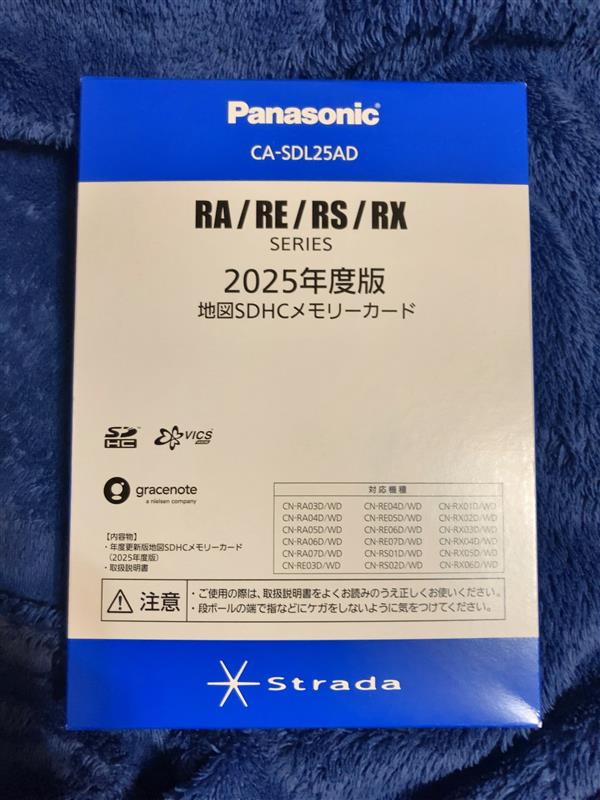 Panasonic®
CA-SDL25AD
RA/RE/RS/RX
SERIES
2025年度版
地図SDHCメモリーカード
SD HC
VICS WIDE
gracenote
a nielsen company
【内容物】
・年度更新版地図SDHCメモリーカード
(2025年度版)
・取扱説明書
対応機種
CN-RA03D/WD CN-RE04D/WD CN-RX01D/WD
CN-RA04D/WD CN-RE05D/WD CN-RX02D/WD
CN-RA05D/WD CN-RE06D/WD CN-RX03D/WD
CN-RA06D/WD CN-RE07D/WD CN-RX04D/WD
CN-RA07D/WD CN-RS01D/WD CN-RX05D/WD
CN-RE03D/WD CN-RS02D/WD CN-RX06D/WD
注意
・ご使用の際は、取扱説明書をよくお読みのうえ正しくお使いください。
・段ボールの端で指などにケガをしないように気をつけてください。
Strada